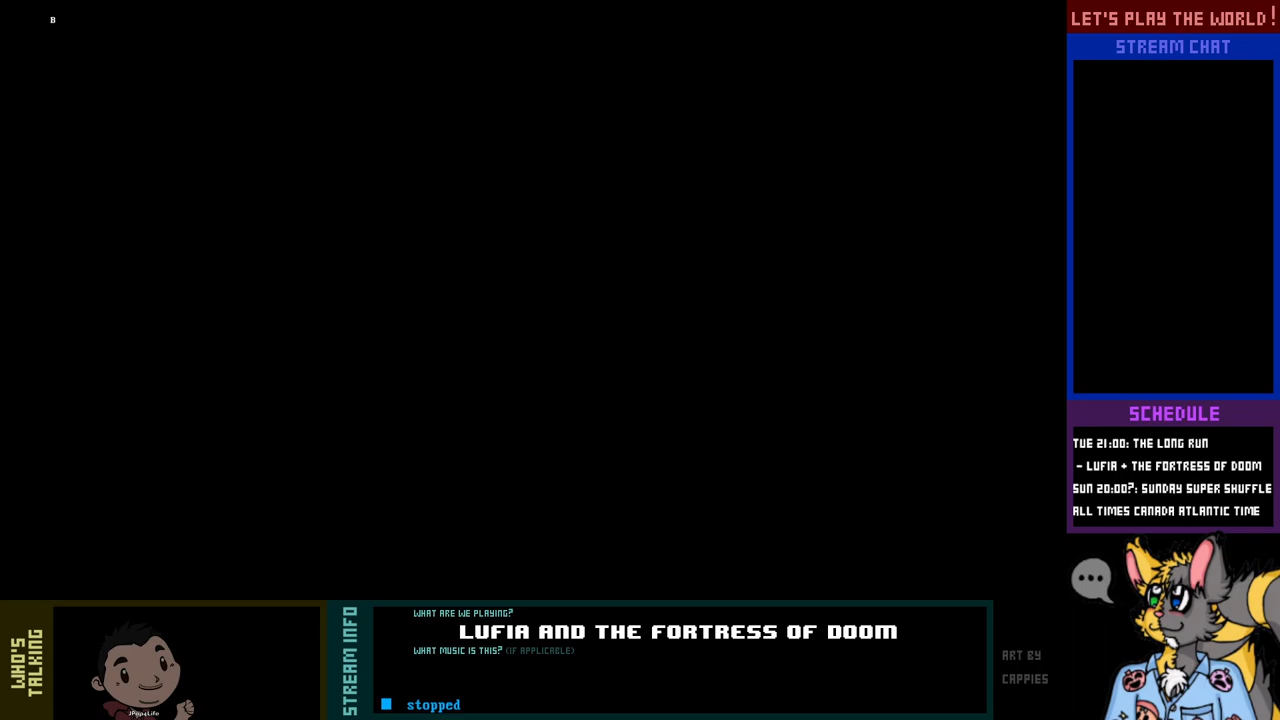 B
LET'S PLAY THE WORLD!
STREAM CHAT
SCHEDULE
TUE 21:00: THE LONG RUN
- LUFIA + THE FORTRESS OF DOOM
SUN 20:00?: SUNDAY SUPER SHUFFLE
ALL TIMES CANADA ATLANTIC TIME
...
WHO'S TALKING
JPop4Life
STREAM INFO
WHAT ARE WE PLAYING?
LUFIA AND THE FORTRESS OF DOOM
WHAT MUSIC IS THIS? (IF APPLICABLE)
stopped
ART BY
CAPPIES